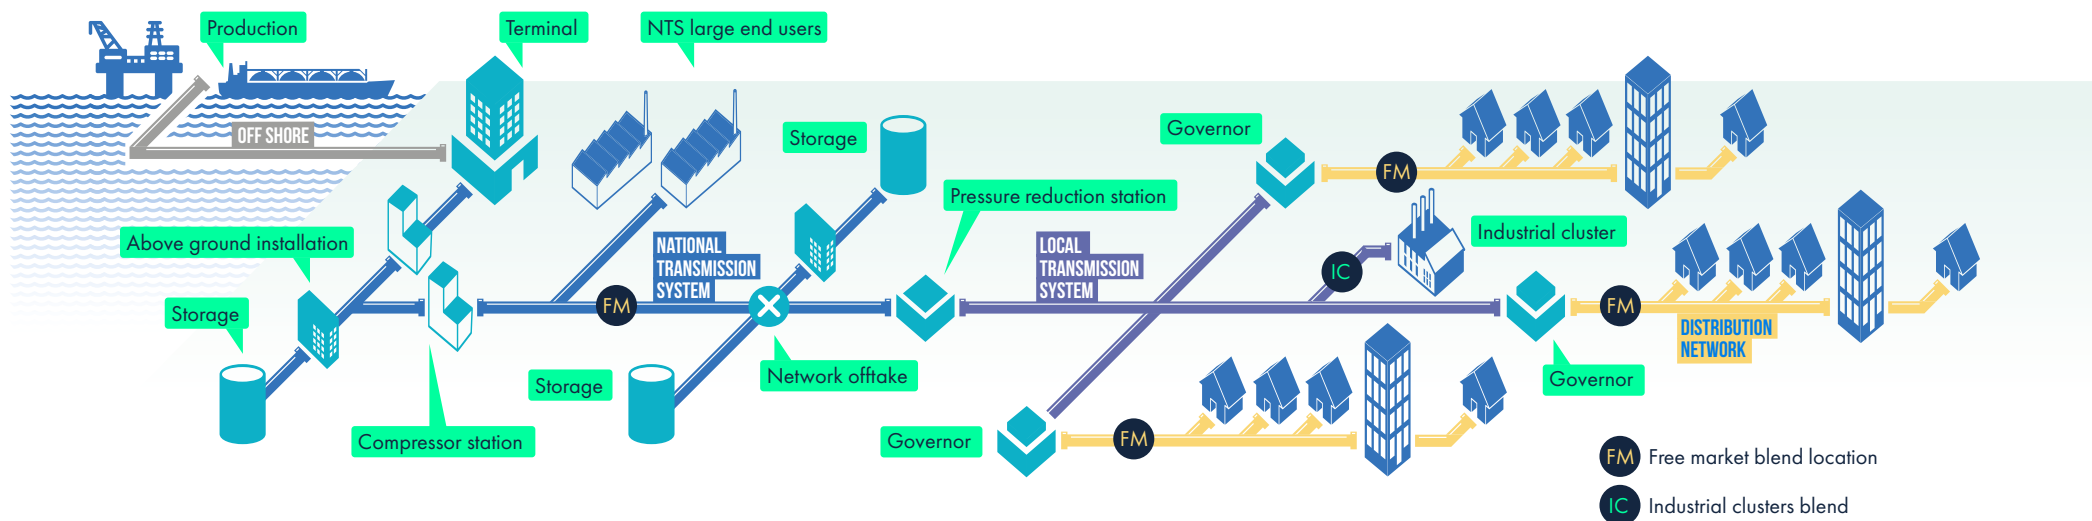 Production
Terminal
NTS large end users
OFF SHORE
Storage
Governor
FM
Pressure reduction station
Above ground installation
NATIONAL
TRANSMISSION
SYSTEM
LOCAL
TRANSMISSION
SYSTEM
Industrial cluster
IC
Storage
FM
FM
DISTRIBUTION
NETWORK
Storage
Network offtake
Governor
Compressor station
Governor
FM
FM Free market blend location
IC Industrial clusters blend